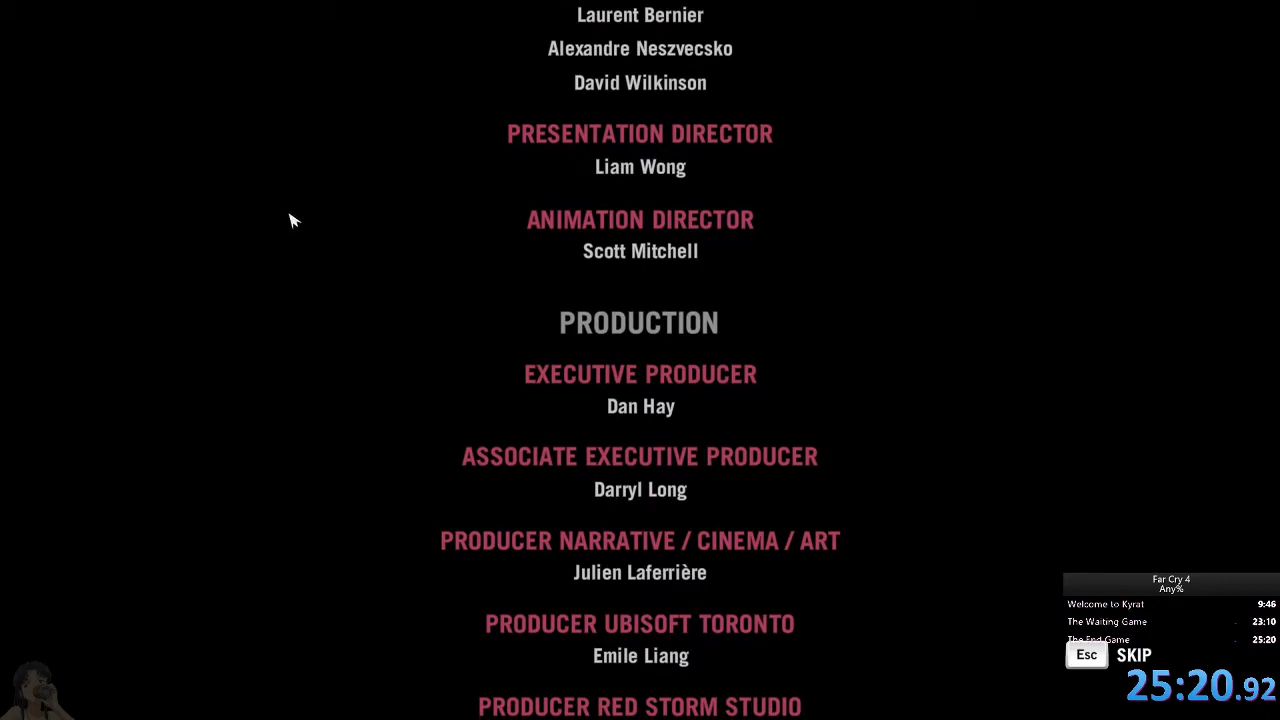 Laurent Bernier
Alexandre Neszvecsko
David Wilkinson
PRESENTATION DIRECTOR
Liam Wong
ANIMATION DIRECTOR
Scott Mitchell
PRODUCTION
EXECUTIVE PRODUCER
Dan Hay
ASSOCIATE EXECUTIVE PRODUCER
Darryl Long
PRODUCER NARRATIVE / CINEMA / ART
Julien Laferrière
PRODUCER UBISOFT TORONTO
Emile Liang
PRODUCER RED STORM STUDIO
Far Cry 4
Any%
Welcome to Kyrat 9:46
The Waiting Game - 23:10
The End Game - 25:20
Esc SKIP
25:20.92